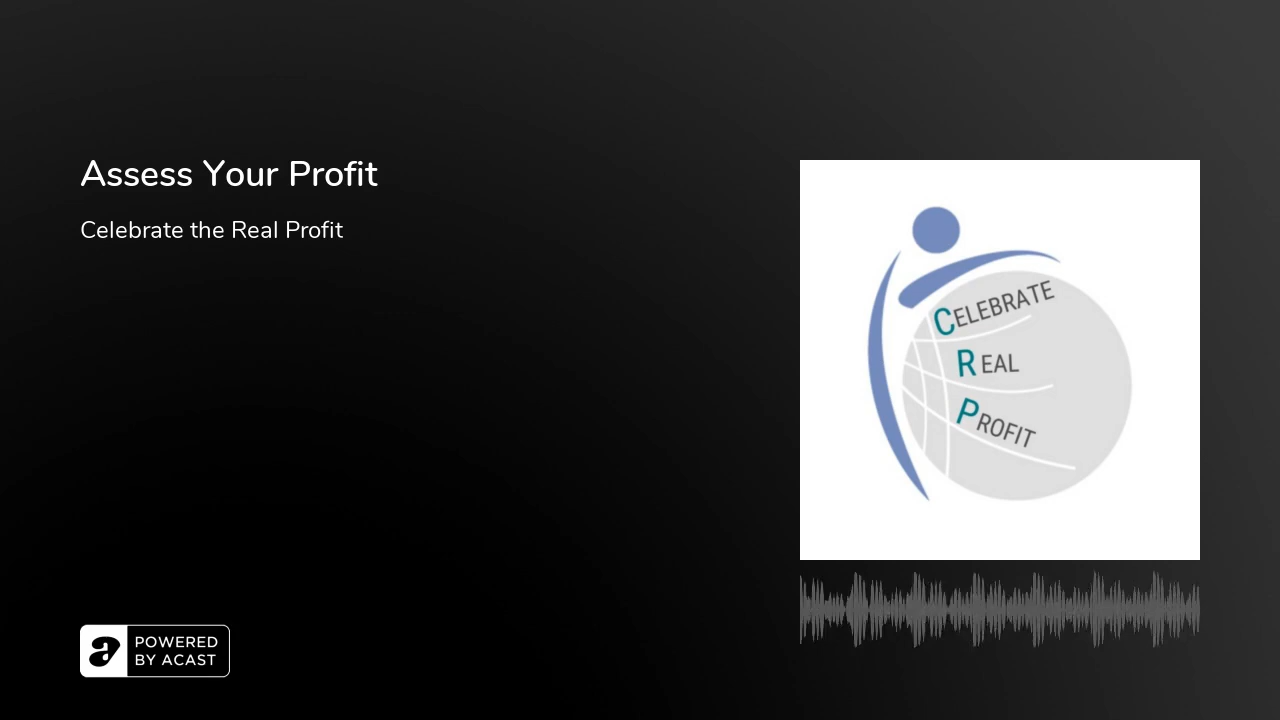 Assess Your Profit
Celebrate the Real Profit
CELEBRATE
REAL
PROFIT
a POWERED
BY ACAST